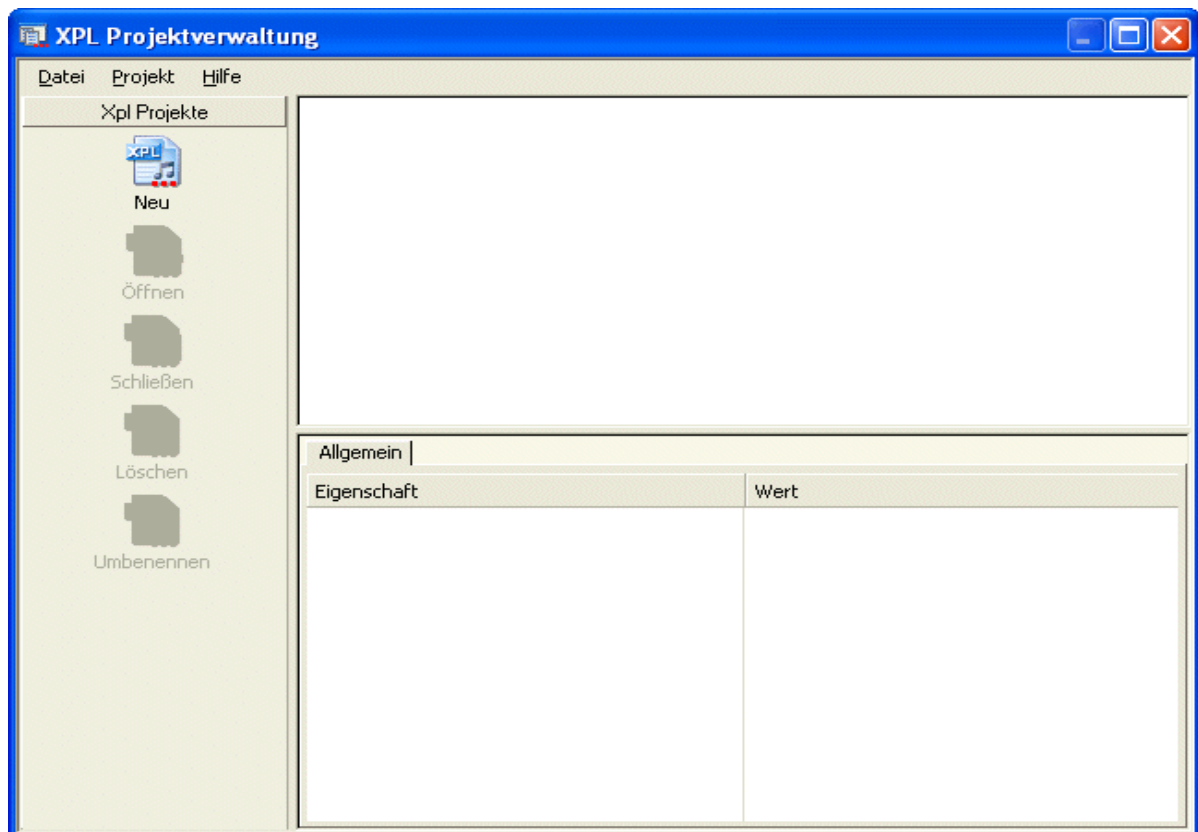 XPL Projektverwaltung
Datei Projekt Hilfe
Xpl Projekte
XPL
Neu
Öffnen
Schließen
Löschen
Umbenennen
Allgemein
Eigenschaft Wert